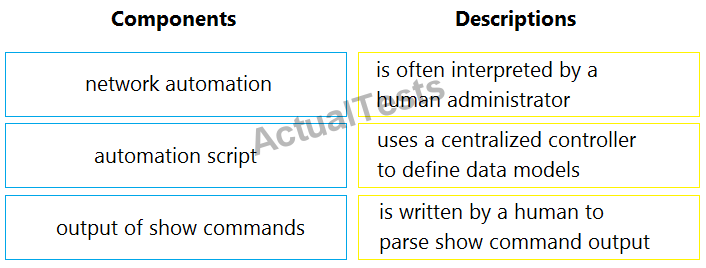 Components Descriptions
network automation
is often interpreted by a
human administrator
automation script
uses a centralized controller
to define data models
output of show commands
is written by a human to
parse show command output
ActualTests